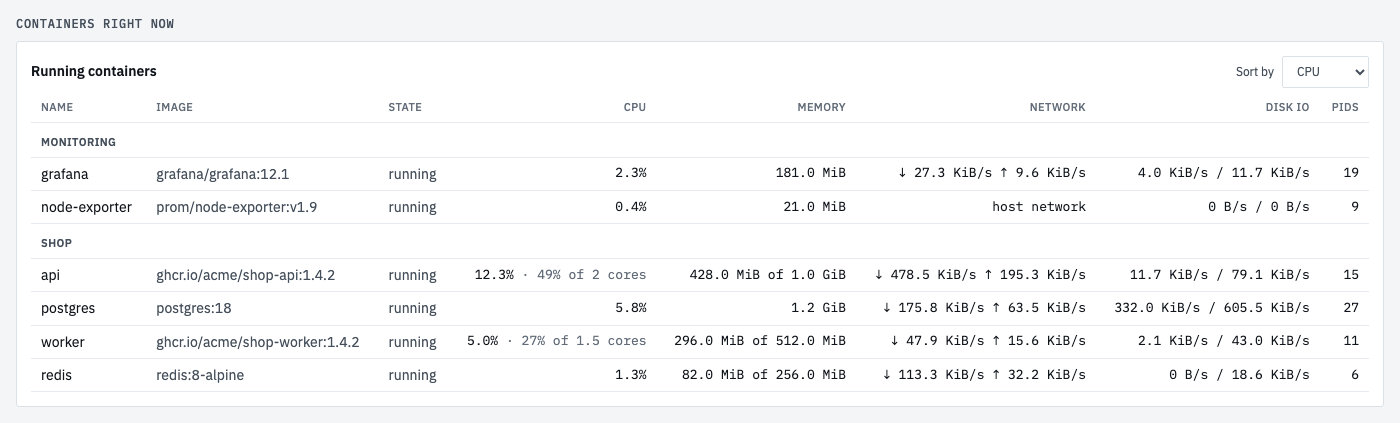 CONTAINERS RIGHT NOW
Running containers Sort by CPU
NAME IMAGE STATE CPU MEMORY NETWORK DISK IO PIDS
MONITORING
grafana grafana/grafana:12.1 running 2.3% 181.0 MiB ↓ 27.3 KiB/s ↑ 9.6 KiB/s 4.0 KiB/s / 11.7 KiB/s 19
node-exporter prom/node-exporter:v1.9 running 0.4% 21.0 MiB host network 0 B/s / 0 B/s 9
SHOP
api ghcr.io/acme/shop-api:1.4.2 running 12.3% · 49% of 2 cores 428.0 MiB of 1.0 GiB ↓ 478.5 KiB/s ↑ 195.3 KiB/s 11.7 KiB/s / 79.1 KiB/s 15
postgres postgres:18 running 5.8% 1.2 GiB ↓ 175.8 KiB/s ↑ 63.5 KiB/s 332.0 KiB/s / 605.5 KiB/s 27
worker ghcr.io/acme/shop-worker:1.4.2 running 5.0% · 27% of 1.5 cores 296.0 MiB of 512.0 MiB ↓ 47.9 KiB/s ↑ 15.6 KiB/s 2.1 KiB/s / 43.0 KiB/s 11
redis redis:8-alpine running 1.3% 82.0 MiB of 256.0 MiB ↓ 113.3 KiB/s ↑ 32.2 KiB/s 0 B/s / 18.6 KiB/s 6